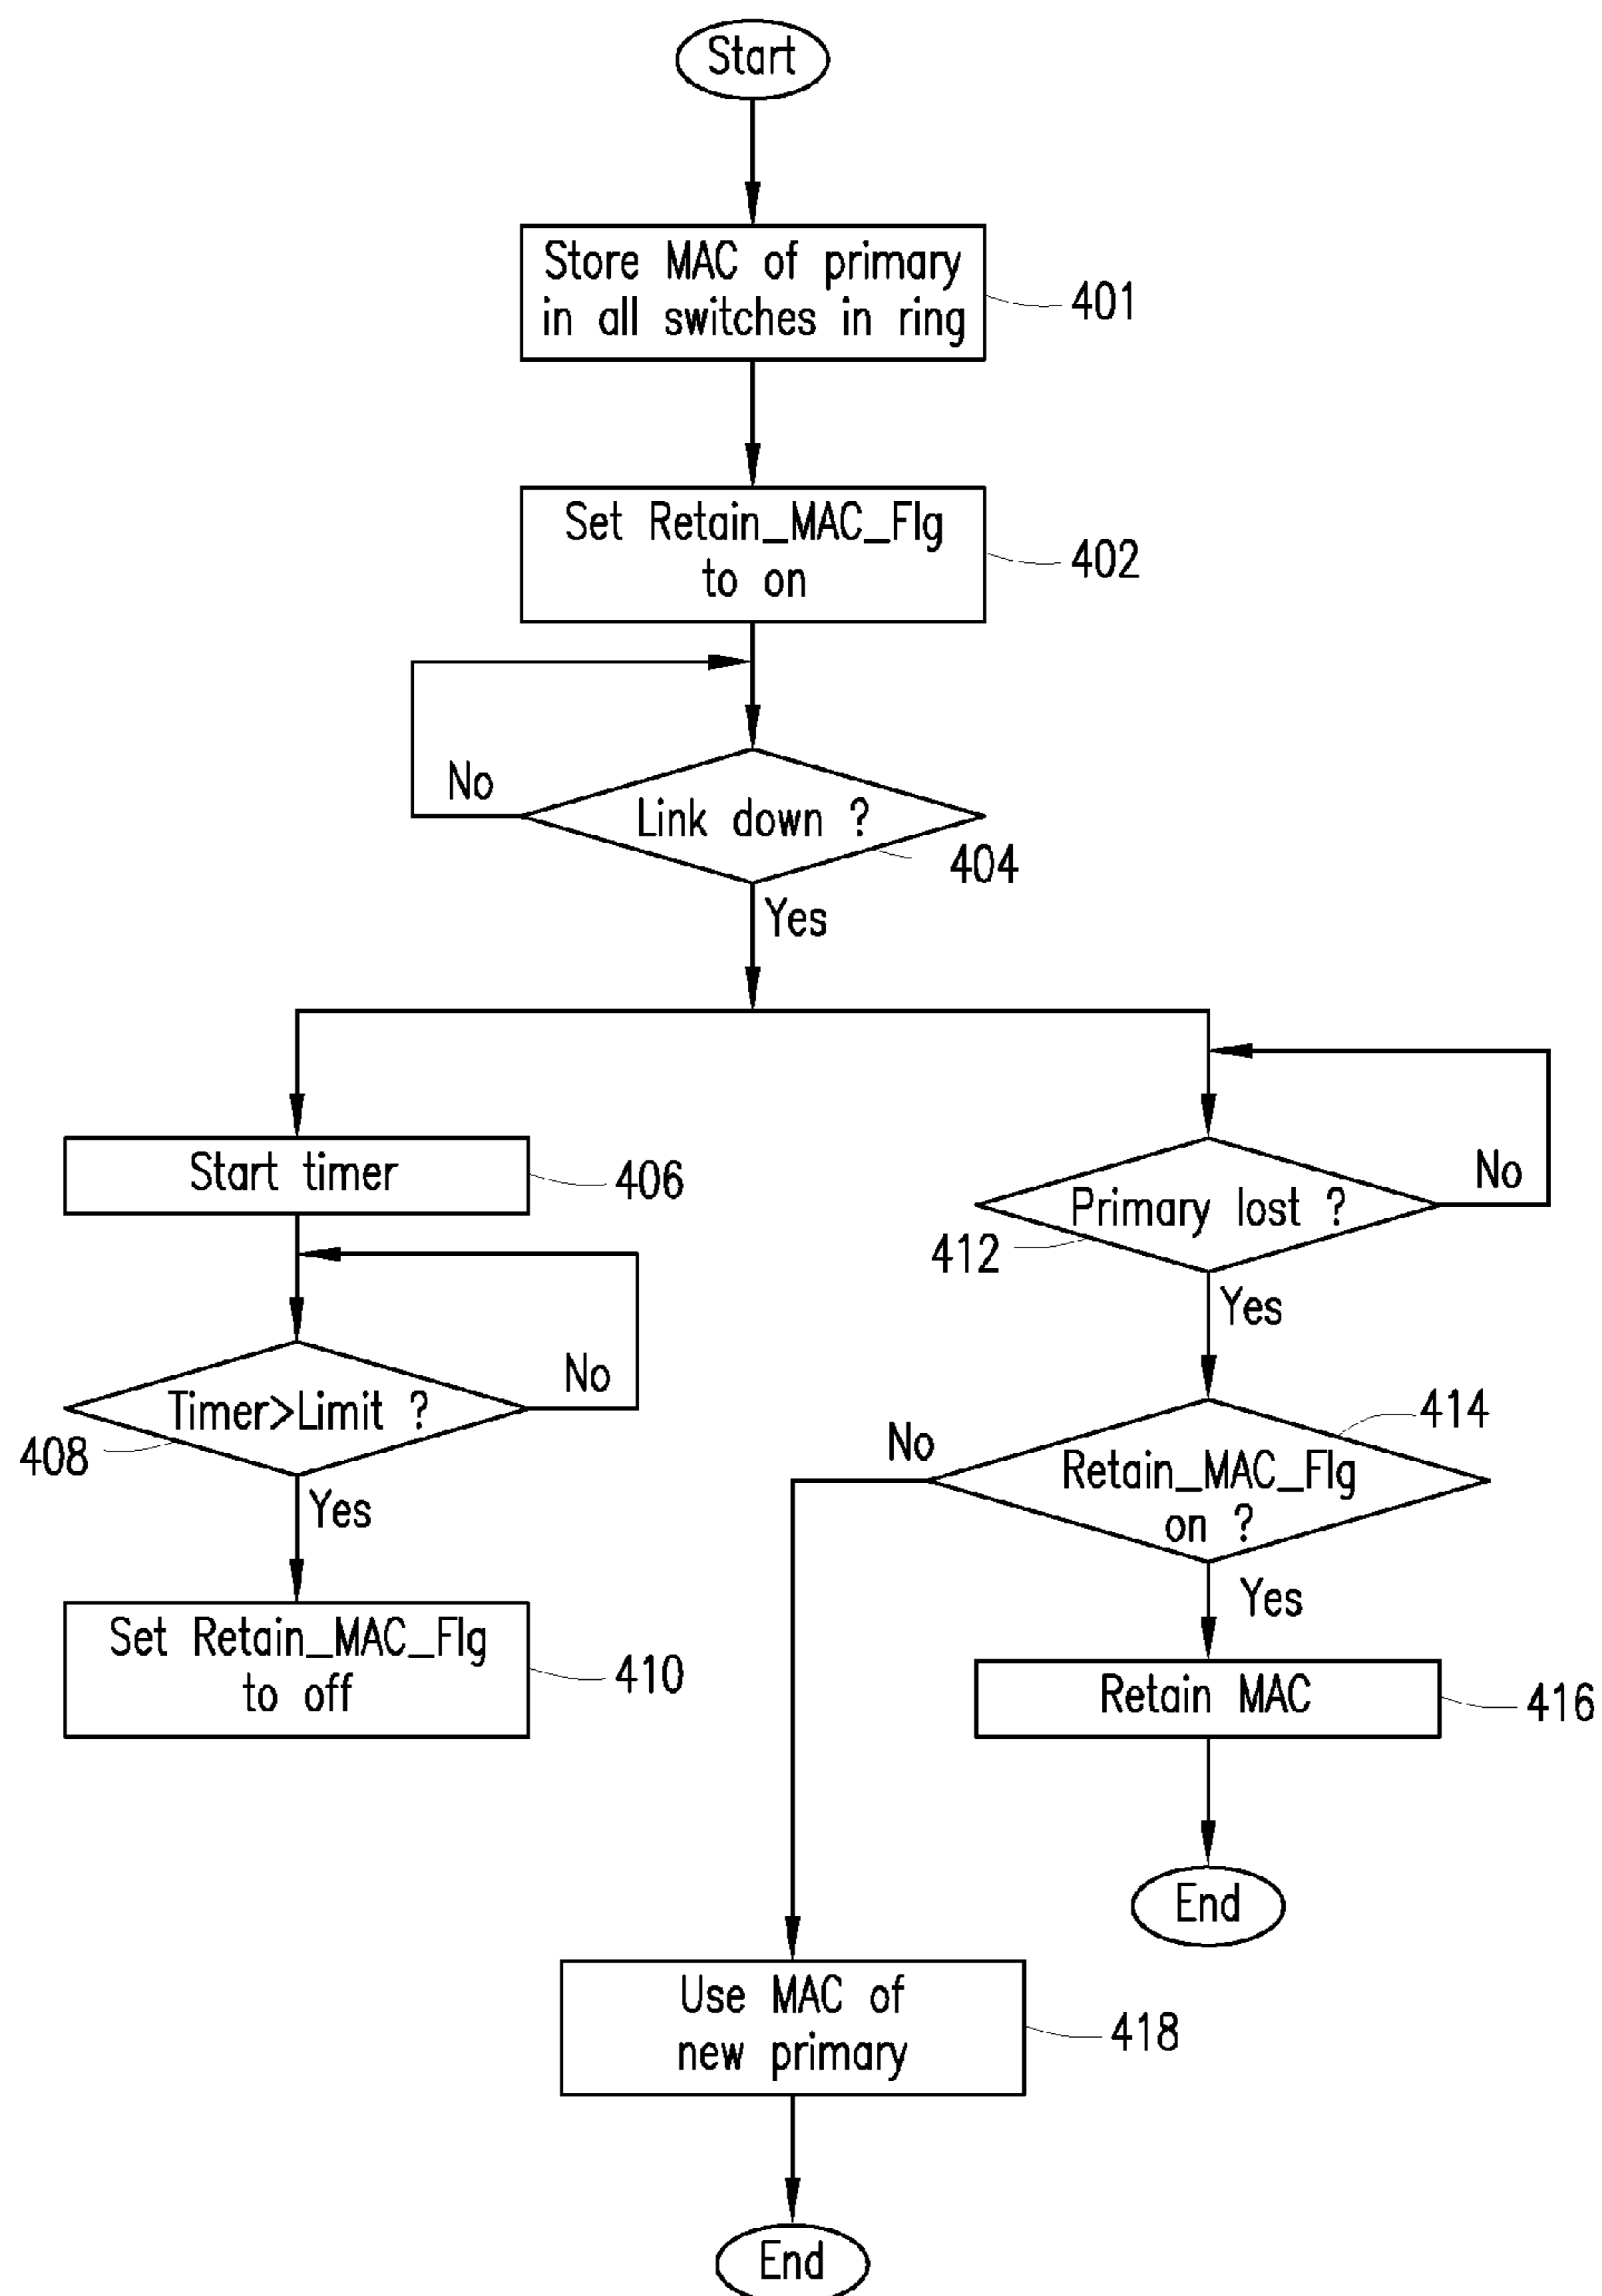 Start
Store MAC of primary
in all switches in ring
401
Set Retain_MAC_Flg
to on
402
No
Link down ?
404
Yes
Start timer
406
No
Primary lost ?
412
Yes
No
Timer>Limit ?
408
Yes
414
No
Retain_MAC_Flg
on ?
Yes
Set Retain_MAC_Flg
to off
410
Retain MAC
416
End
Use MAC of
new primary
418
End